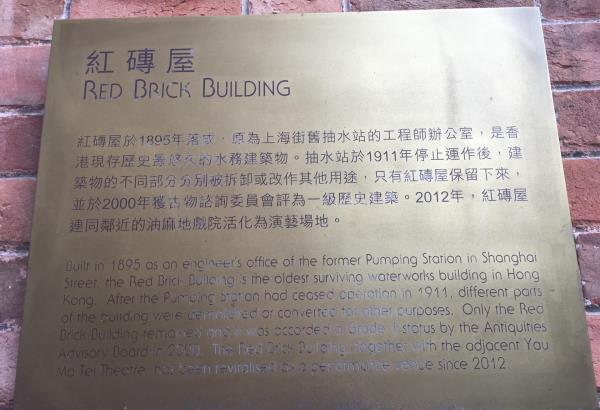 紅磚屋
RED BRICK BUILDING
紅磚屋於1895年落成，原為上海街舊抽水站的工程師辦公室，是香
港現存歷史最悠久的水務建築物。抽水站於1911年停止運作後，建
築物的不同部分分別被拆卸或改作其他用途，只有紅磚屋保留下來，
並於2000年獲古物諮詢委員會評為一級歷史建築。2012年，紅磚屋
連同鄰近的油麻地戲院活化為演藝場地。
Built in 1895 as an engineer's office of the former Pumping Station in Shanghai
Street, the Red Brick Building is the oldest surviving waterworks building in Hong
Kong. After the Pumping Station had ceased operation in 1911, different parts
of the building were demolished or converted for other purposes. Only the Red
Brick Building remained and it was accorded Grade I status by the Antiquities
Advisory Board in 2000. The Red Brick Building, together with the adjacent Yau
Ma Tei Theatre, has been revitalised as a performance venue since 2012.